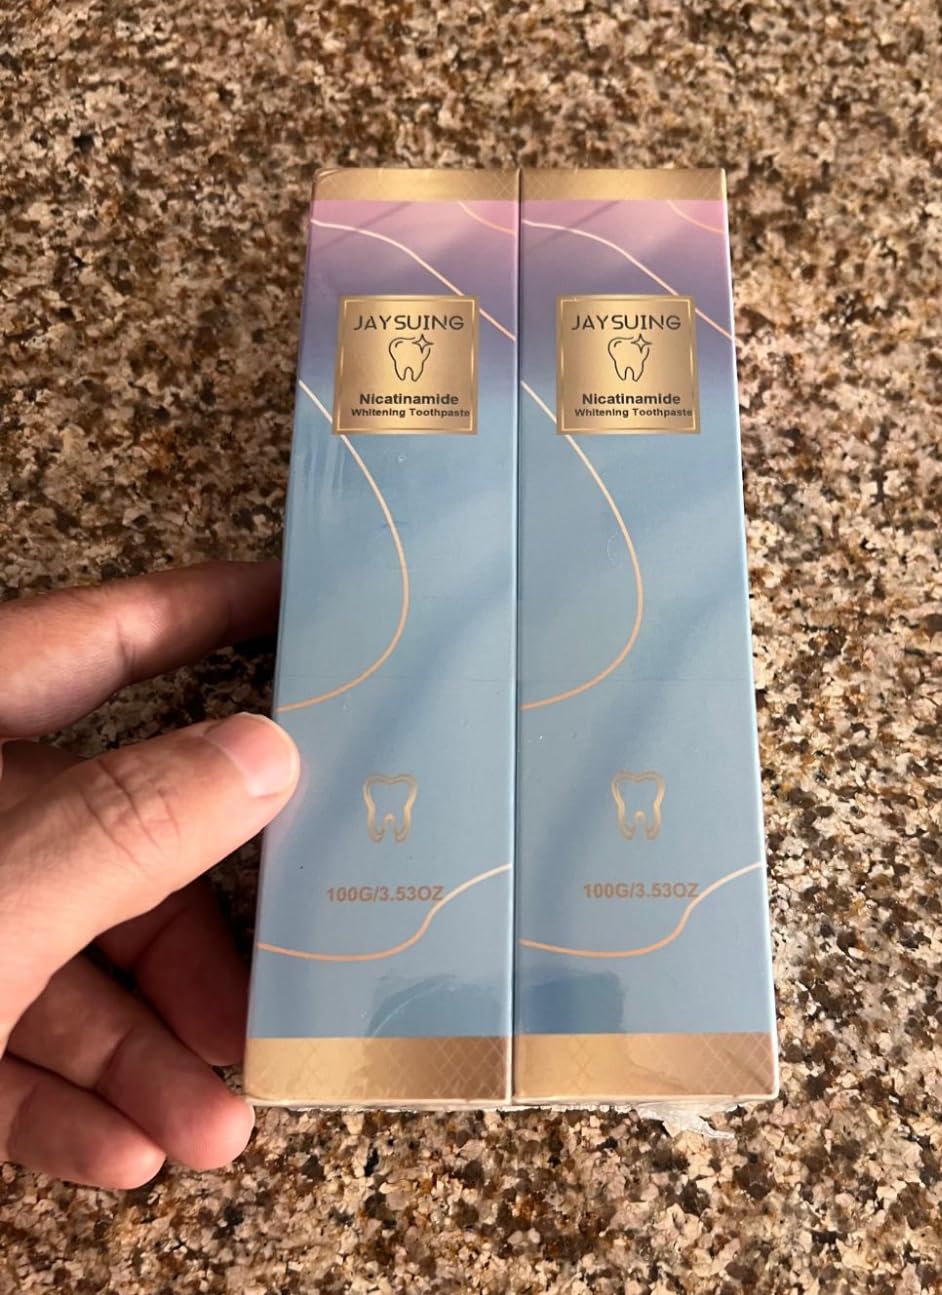 JAYSUING
Nicatinamide
Whitening Toothpaste
100G/3.53OZ
JAYSUING
Nicatinamide
Whitening Toothpaste
100G/3.53OZ